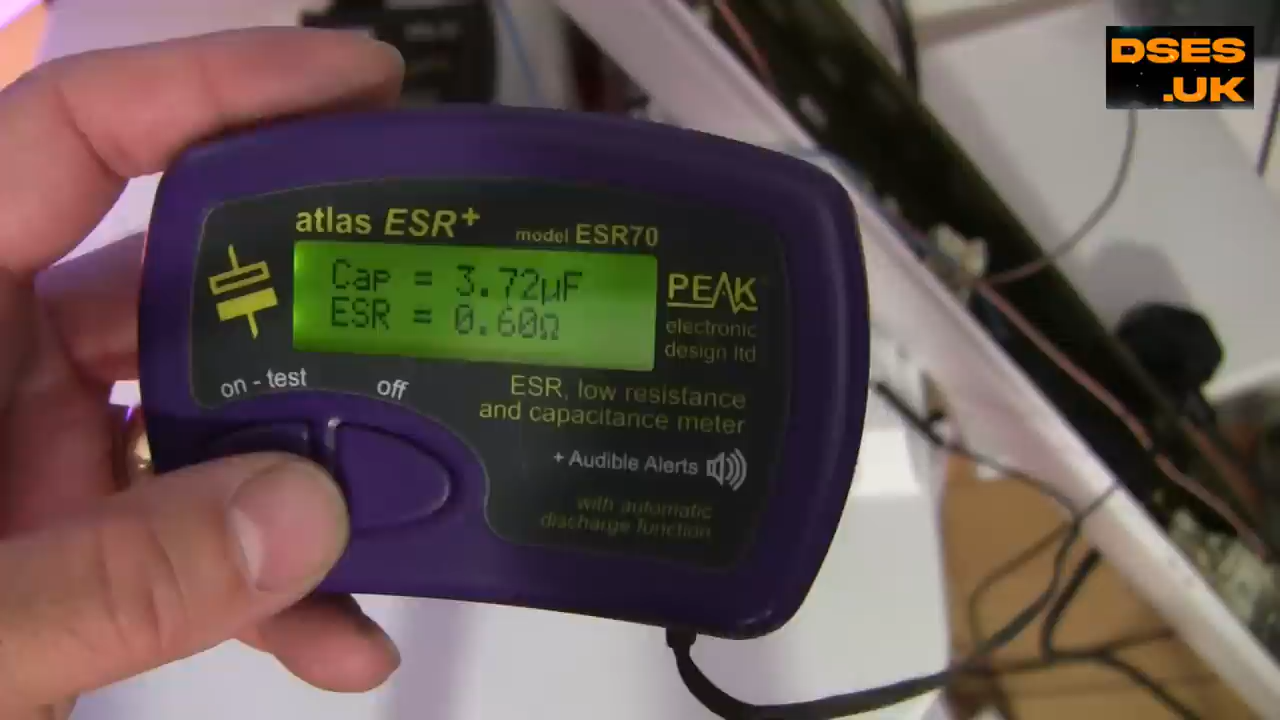 DSES
.UK
atlas ESR+ model ESR70
Cap = 3.72µF
ESR = 0.60Ω
PEAK
electronic
design ltd
on - test off
ESR, low resistance
and capacitance meter
+ Audible Alerts
with automatic
discharge function